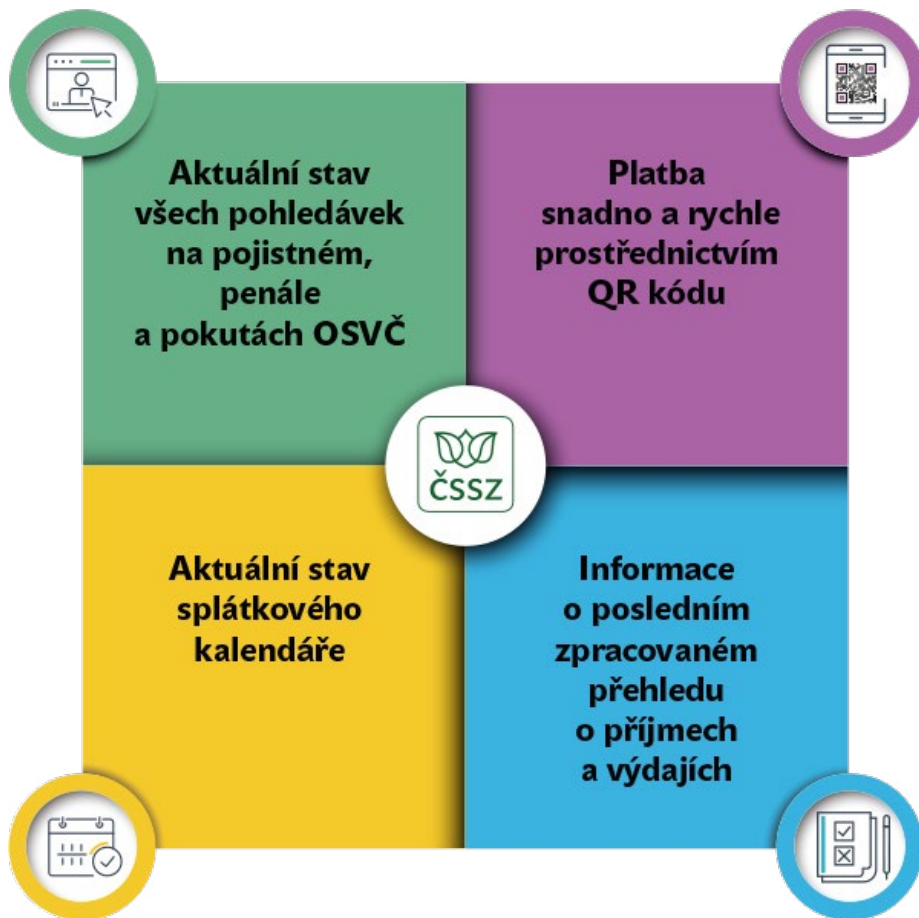 Aktuální stav
všech pohledávek
na pojistném,
penále
a pokutách OSVČ
Platba
snadno a rychle
prostřednictvím
QR kódu
ČSSZ
Aktuální stav
splátkového
kalendáře
Informace
o posledním
zpracovaném
přehledu
o příjmech
a výdajích